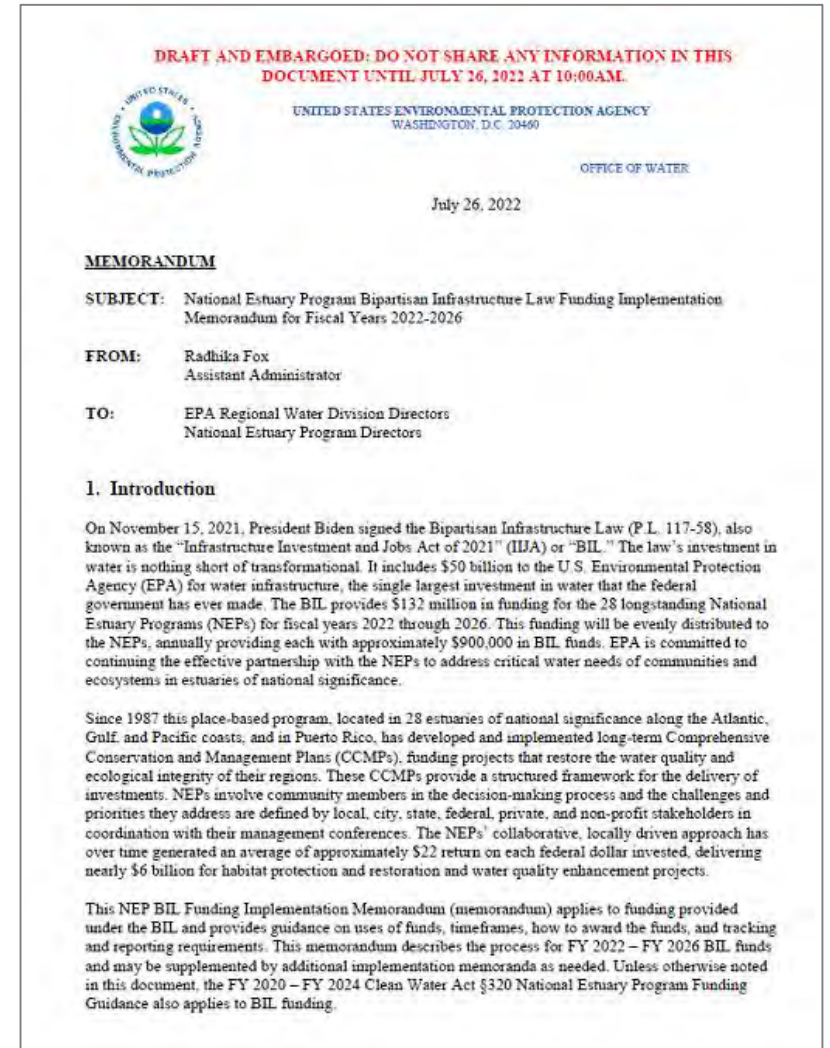 DRAFT AND EMBARGOED: DO NOT SHARE ANY INFORMATION IN THIS
DOCUMENT UNTIL JULY 26, 2022 AT 10:00AM.
UNITED STATES
ENVIRONMENTAL PROTECTION
AGENCY
UNITED STATES ENVIRONMENTAL PROTECTION AGENCY
WASHINGTON, D.C. 20460
OFFICE OF WATER
July 26, 2022
MEMORANDUM
SUBJECT: National Estuary Program Bipartisan Infrastructure Law Funding Implementation
Memorandum for Fiscal Years 2022-2026
FROM: Radhika Fox
Assistant Administrator
TO: EPA Regional Water Division Directors
National Estuary Program Directors
1. Introduction
On November 15, 2021, President Biden signed the Bipartisan Infrastructure Law (P.L. 117-58), also
known as the “Infrastructure Investment and Jobs Act of 2021” (IIJA) or “BIL.” The law’s investment in
water is nothing short of transformational. It includes $50 billion to the U.S. Environmental Protection
Agency (EPA) for water infrastructure, the single largest investment in water that the federal
government has ever made. The BIL provides $132 million in funding for the 28 longstanding National
Estuary Programs (NEPs) for fiscal years 2022 through 2026. This funding will be evenly distributed to
the NEPs, annually providing each with approximately $900,000 in BIL funds. EPA is committed to
continuing the effective partnership with the NEPs to address critical water needs of communities and
ecosystems in estuaries of national significance.
Since 1987 this place-based program, located in 28 estuaries of national significance along the Atlantic,
Gulf, and Pacific coasts, and in Puerto Rico, has developed and implemented long-term Comprehensive
Conservation and Management Plans (CCMPs), funding projects that restore the water quality and
ecological integrity of their regions. These CCMPs provide a structured framework for the delivery of
investments. NEPs involve community members in the decision-making process and the challenges and
priorities they address are defined by local, city, state, federal, private, and non-profit stakeholders in
coordination with their management conferences. The NEPs’ collaborative, locally driven approach has
over time generated an average of approximately $22 return on each federal dollar invested, delivering
nearly $6 billion for habitat protection and restoration and water quality enhancement projects.
This NEP BIL Funding Implementation Memorandum (memorandum) applies to funding provided
under the BIL and provides guidance on uses of funds, timeframes, how to award the funds, and tracking
and reporting requirements. This memorandum describes the process for FY 2022 – FY 2026 BIL funds
and may be supplemented by additional implementation memoranda as needed. Unless otherwise noted
in this document, the FY 2020 – FY 2024 Clean Water Act §320 National Estuary Program Funding
Guidance also applies to BIL funding.